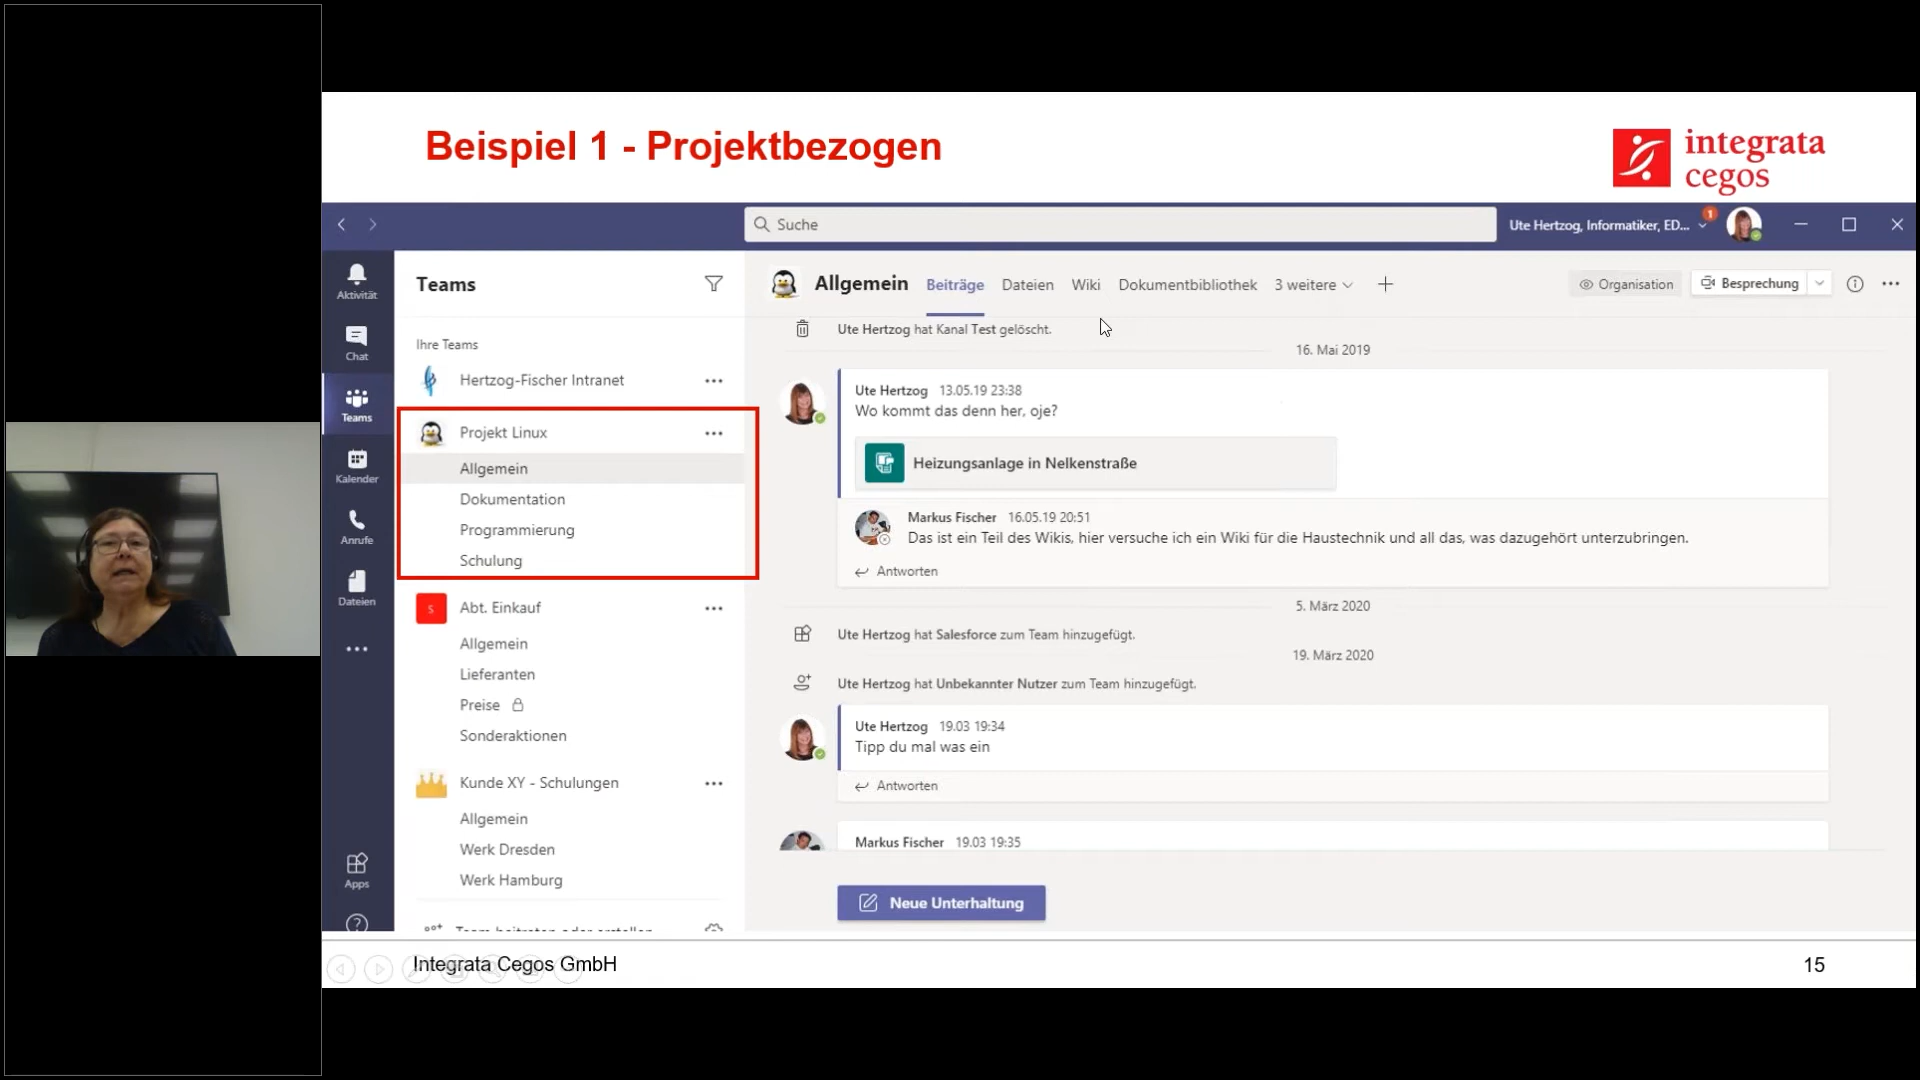 Beispiel 1 - Projektbezogen
integrata
cegos
Suche
Ute Hertzog, Informatiker, ED...
1
Aktivität
Chat
Teams
Kalender
Anrufe
Dateien
Apps
Teams
Ihre Teams
Hertzog-Fischer Intranet
Projekt Linux
Allgemein
Dokumentation
Programmierung
Schulung
S
Abt. Einkauf
Allgemein
Lieferanten
Preise
Sonderaktionen
Kunde XY - Schulungen
Allgemein
Werk Dresden
Werk Hamburg
Team beitreten oder erstellen
Allgemein
Beiträge
Dateien
Wiki
Dokumentbibliothek
3 weitere
Organisation
Besprechung
Ute Hertzog hat Kanal Test gelöscht.
16. Mai 2019
Ute Hertzog 13.05.19 23:38
Wo kommt das denn her, oje?
Heizungsanlage in Nelkenstraße
Markus Fischer 16.05.19 20:51
Das ist ein Teil des Wikis, hier versuche ich ein Wiki für die Haustechnik und all das, was dazugehört unterzubringen.
Antworten
5. März 2020
Ute Hertzog hat Salesforce zum Team hinzugefügt.
19. März 2020
Ute Hertzog hat Unbekannter Nutzer zum Team hinzugefügt.
Ute Hertzog 19.03 19:34
Tipp du mal was ein
Antworten
Markus Fischer 19.03 19:35
Neue Unterhaltung
Integrata Cegos GmbH
15